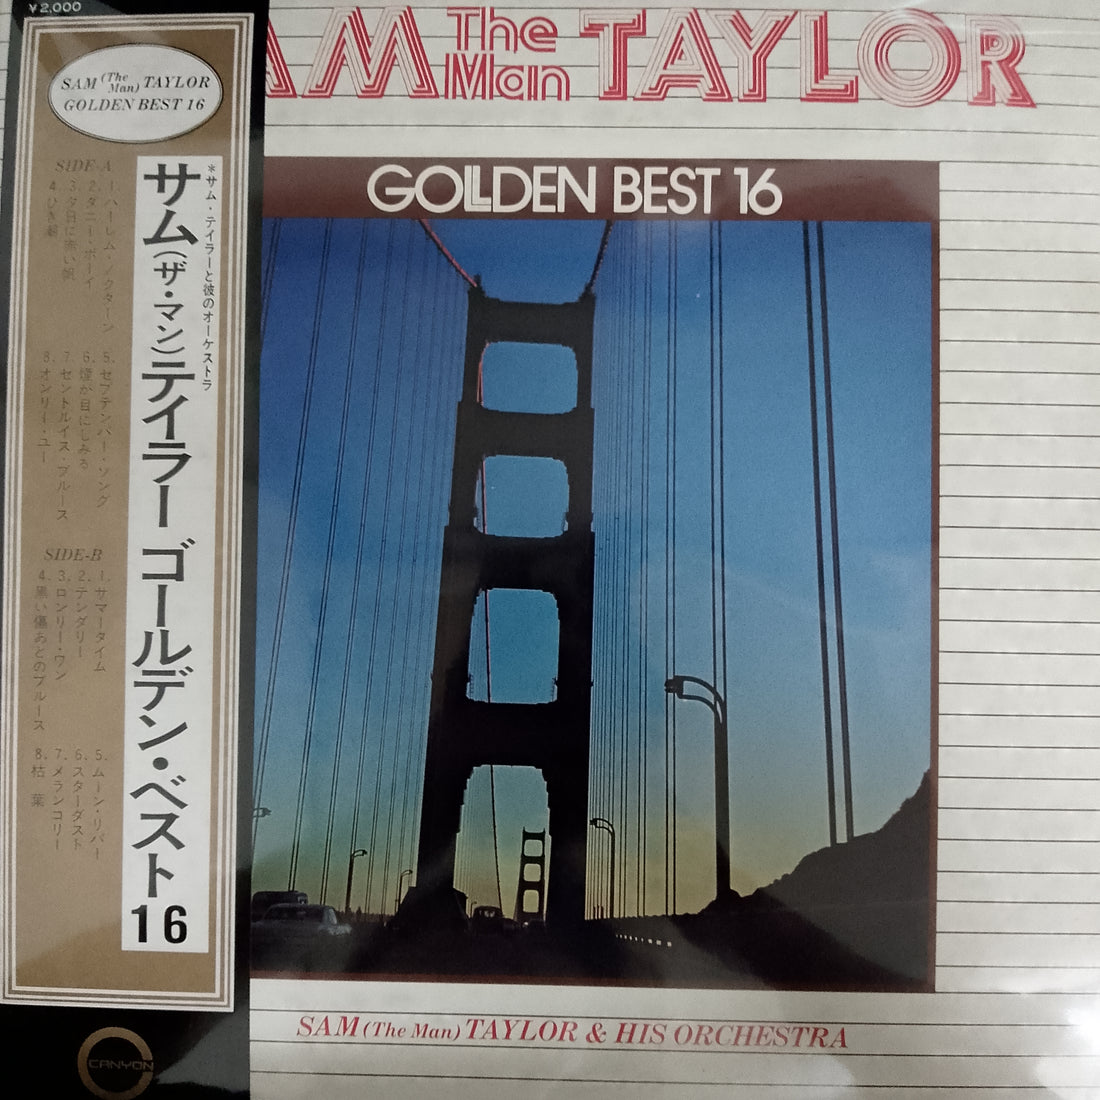 ¥2,000
SAM (The Man) TAYLOR
GOLDEN BEST 16
SIDE-A
1. ハーレム・ノクターン
2. ダニー・ボーイ
3. 夕日に赤い帆
4. ひき潮
5. セプテンバー・ソング
6. 煙が目にしみる
7. セントルイス・ブルース
8. オンリー・ユー
SIDE-B
1. サマータイム
2. テンダリー
3. ロンリー・ワン
4. 黒い傷あとのブルース
5. ムーン・リバー
6. スターダスト
7. メランコリー
8. 枯葉
*サム・テイラーと彼のオーケストラ
サム(ザ・マン)テイラー ゴールデン・ベスト16
CANYON
AM The Man TAYLOR
GOLDEN BEST 16
SAM (The Man) TAYLOR & HIS ORCHESTRA